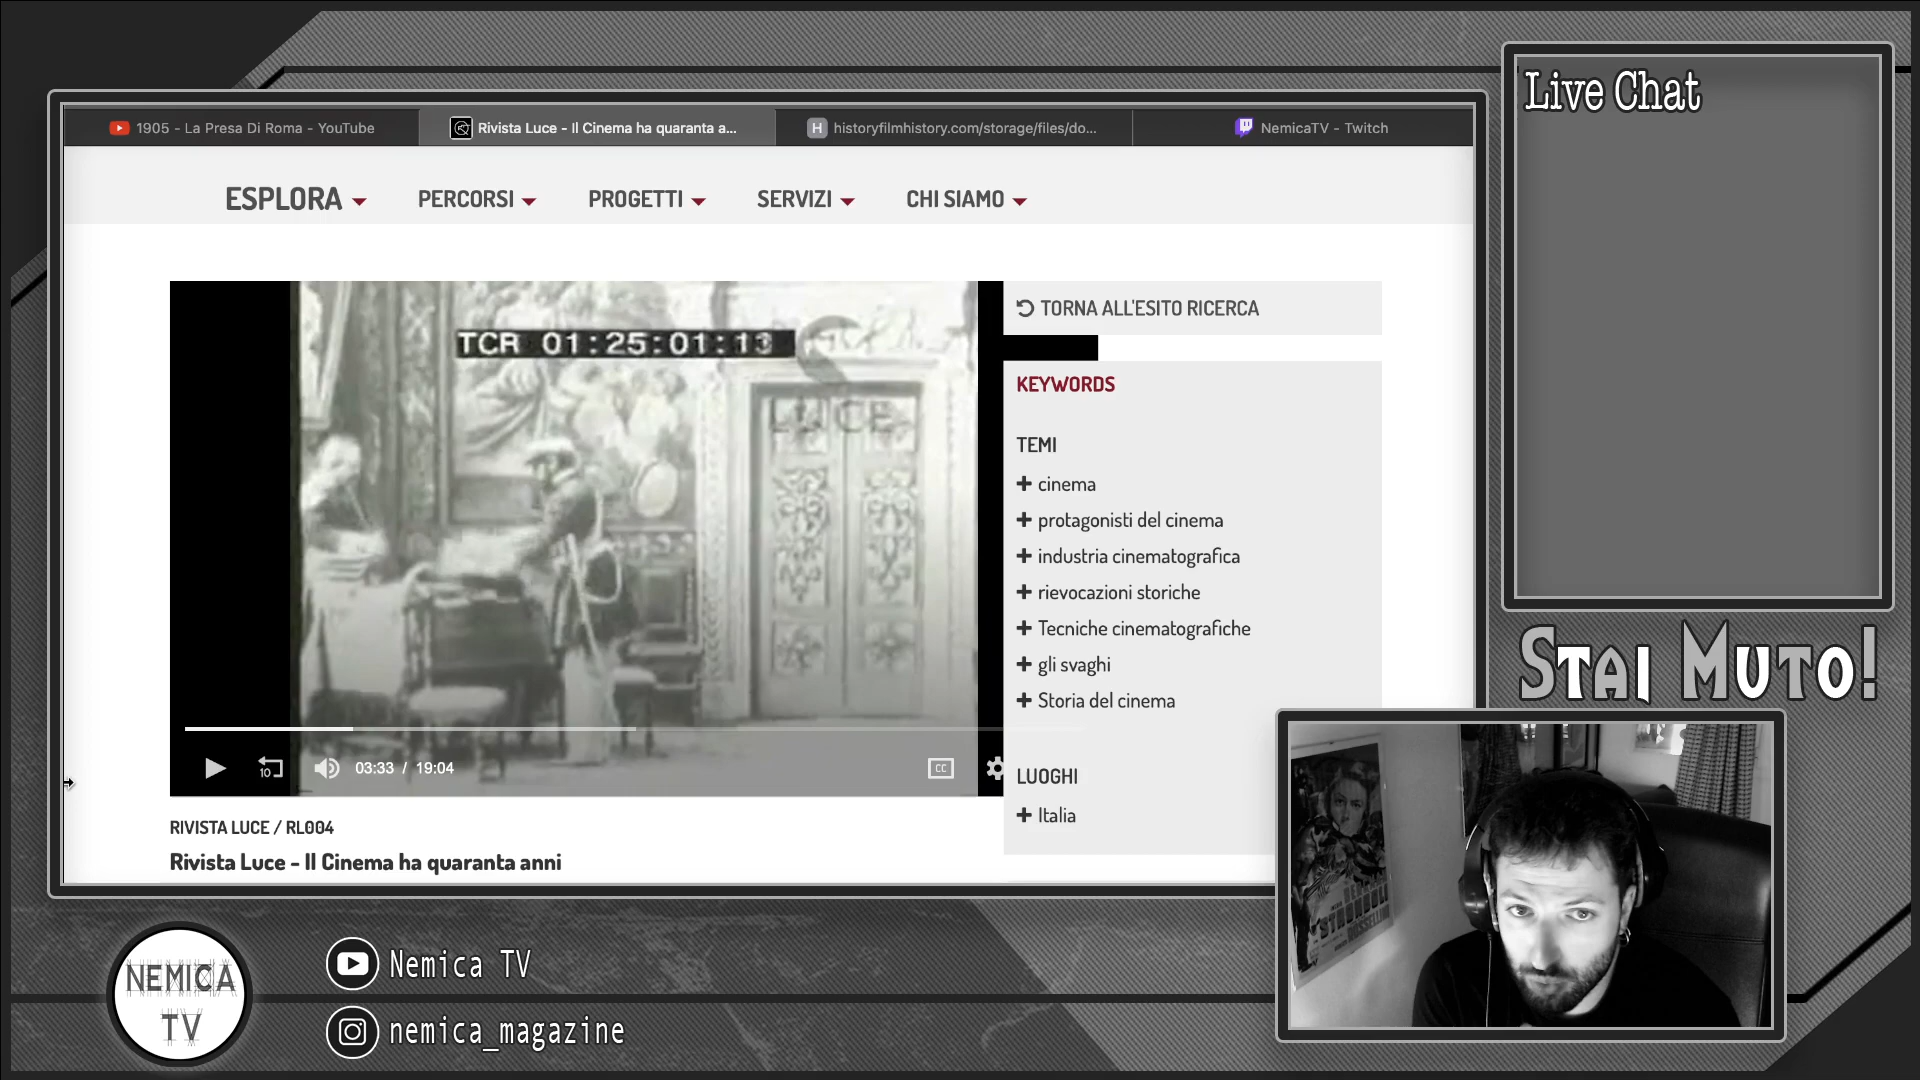 1905 - La Presa Di Roma - YouTube
Rivista Luce - Il Cinema ha quaranta a...
historyfilmhistory.com/storage/files/do...
NemicaTV - Twitch
Live Chat
ESPLORA
PERCORSI
PROGETTI
SERVIZI
CHI SIAMO
TCR 01:25:01:13
LUCE
10
03:33 / 19:04
CC
TORNA ALL'ESITO RICERCA
KEYWORDS
TEMI
cinema
protagonisti del cinema
industria cinematografica
rievocazioni storiche
Tecniche cinematografiche
gli svaghi
Storia del cinema
LUOGHI
Italia
RIVISTA LUCE / RL004
Rivista Luce - Il Cinema ha quaranta anni
STAI MUTO!
STROMBOLI
ROSSELLINI
NEMICA
TV
Nemica TV
nemica_magazine